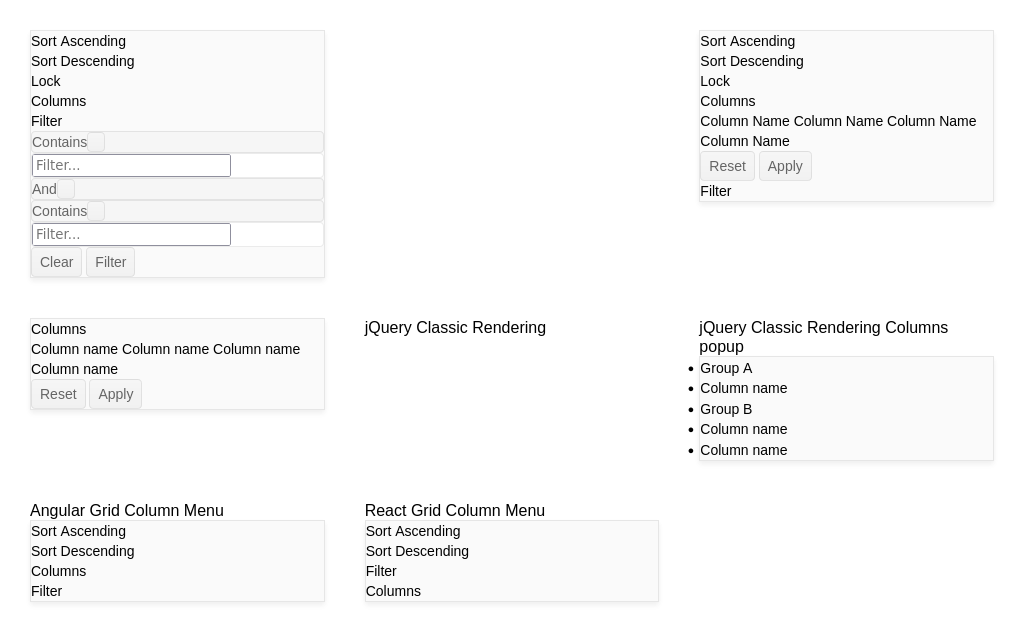 Sort Ascending
Sort Descending
Lock
Columns
Filter
Contains
Filter...
And
Contains
Filter...
Clear Filter
Sort Ascending
Sort Descending
Lock
Columns
Column Name Column Name Column Name
Column Name
Reset Apply
Filter
Columns
Column name Column name Column name
Column name
Reset Apply
jQuery Classic Rendering
jQuery Classic Rendering Columns
popup
Group A
Column name
Group B
Column name
Column name
Angular Grid Column Menu
Sort Ascending
Sort Descending
Columns
Filter
React Grid Column Menu
Sort Ascending
Sort Descending
Filter
Columns